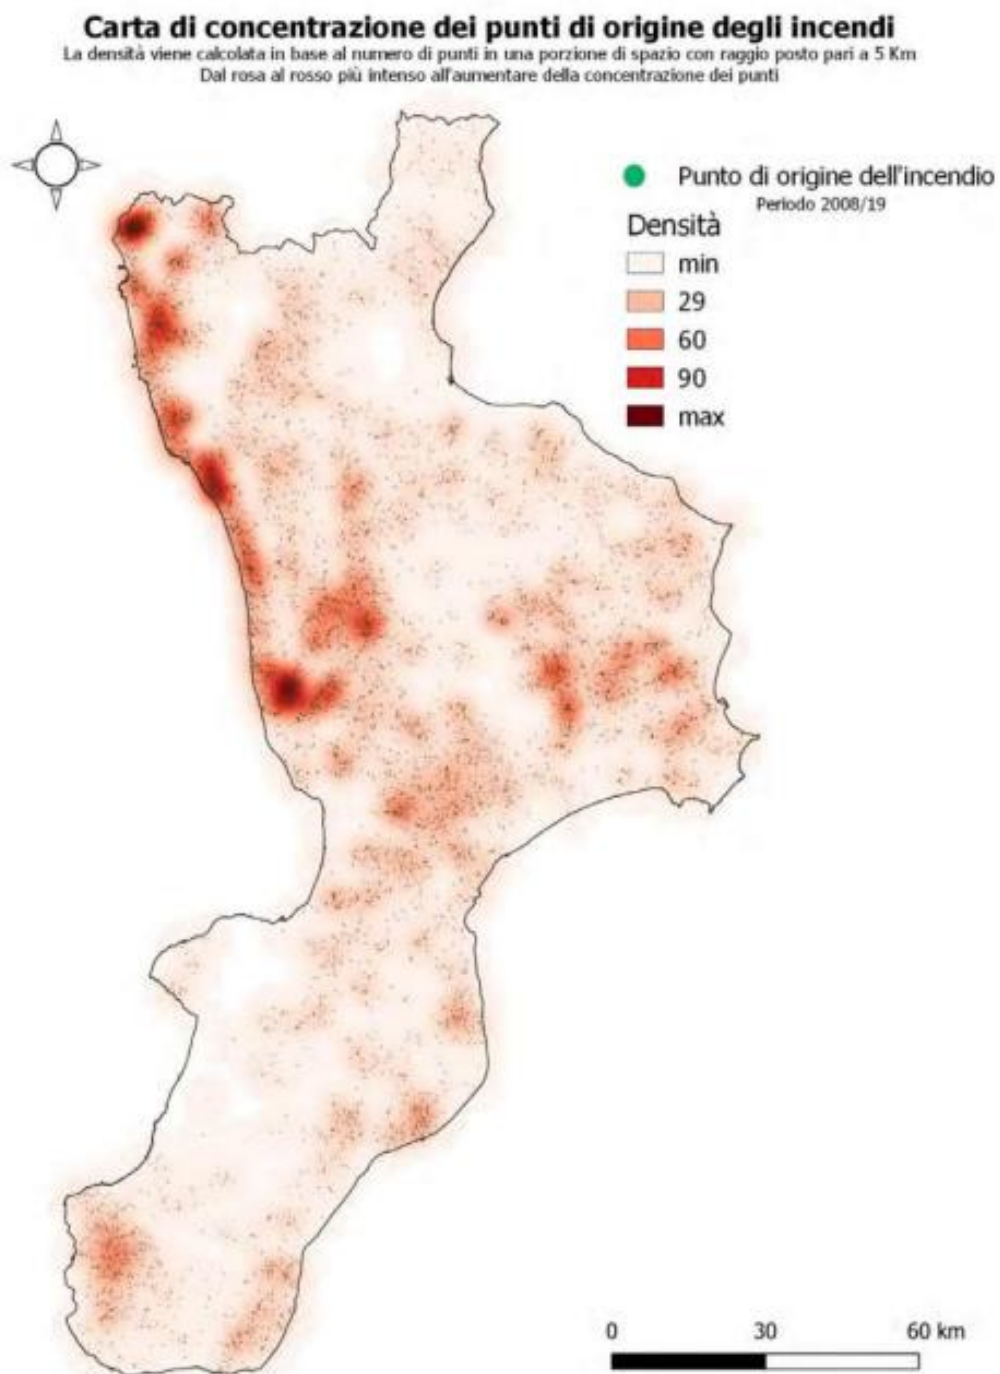 Carta di concentrazione dei punti di origine degli incendi
La densità viene calcolata in base al numero di punti in una porzione di spazio con raggio posto pari a 5 Km
Dal rosa al rosso più intenso all'aumentare della concentrazione dei punti
Punto di origine dell'incendio
Periodo 2008/19
Densità
min
29
60
90
max
0 30 60 km